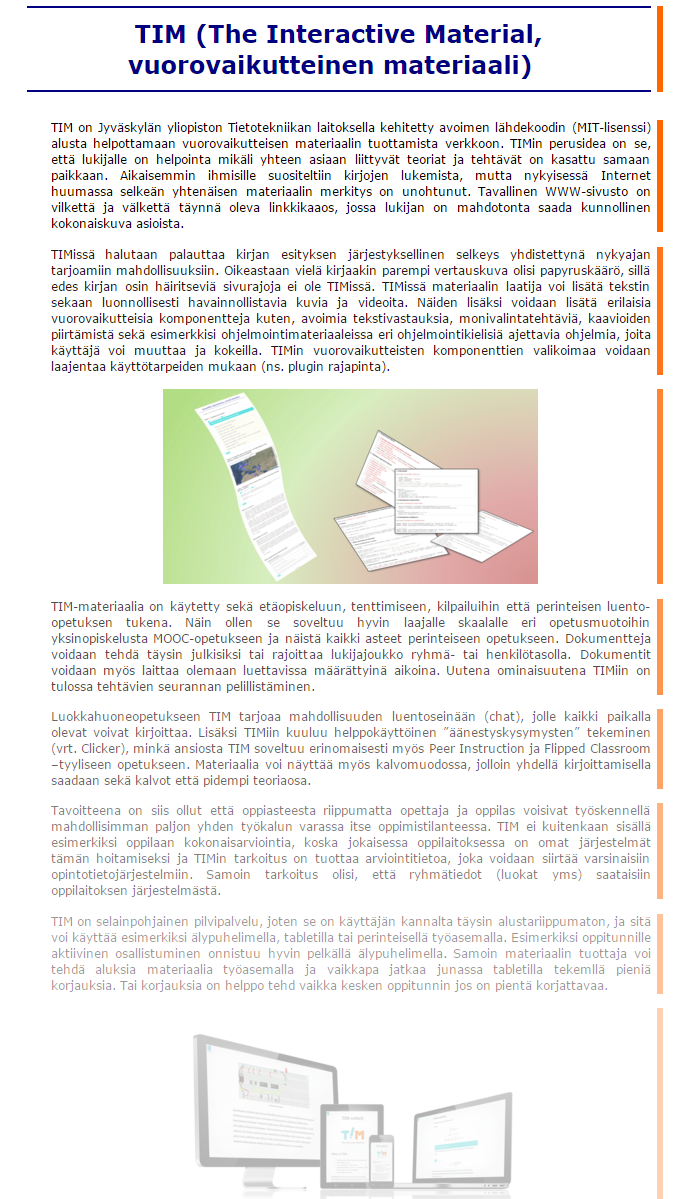 TIM (The Interactive Material,
vuorovaikutteinen materiaali)
TIM on Jyväskylän yliopiston Tietotekniikan laitoksella kehitetty avoimen lähdekoodin (MIT-lisenssi)
alusta helpottamaan vuorovaikutteisen materiaalin tuottamista verkkoon. TIMin perusidea on se,
että lukijalle on helpointa mikäli yhteen asiaan liittyvät teoriat ja tehtävät on kasattu samaan
paikkaan. Aikaisemmin ihmisille suositeltiin kirjojen lukemista, mutta nykyisessä Internet
huumassa selkeän yhtenäisen materiaalin merkitys on unohtunut. Tavallinen WWW-sivusto on
vilkettä ja välkettä täynnä oleva linkkikaaos, jossa lukijan on mahdotonta saada kunnollinen
kokonaiskuva asioista.
TIMissä halutaan palauttaa kirjan esityksen järjestyksellinen selkeys yhdistettynä nykyajan
tarjoamiin mahdollisuuksiin. Oikeastaan vielä kirjaakin parempi vertauskuva olisi papyruskäärö, sillä
edes kirjan osin häiritseviä sivurajoja ei ole TIMissä. TIMissä materiaalin laatija voi lisätä tekstin
sekaan luonnollisesti havainnollistavia kuvia ja videoita. Näiden lisäksi voidaan lisätä erilaisia
vuorovaikutteisia komponentteja kuten, avoimia tekstivastauksia, monivalintatehtäviä, kaavioiden
piirtämistä sekä esimerkkisi ohjelmointimateriaaleissa eri ohjelmointikielisiä ajettavia ohjelmia, joita
käyttäjä voi muuttaa ja kokeilla. TIMin vuorovaikutteisten komponenttien valikoimaa voidaan
laajentaa käyttötarpeiden mukaan (ns. plugin rajapinta).
TIM-materiaalia on käytetty sekä etäopiskeluun, tenttimiseen, kilpailuihin että perinteisen luento-
opetuksen tukena. Näin ollen se soveltuu hyvin laajalle skaalalle eri opetusmuotoihin
yksinopiskelusta MOOC-opetukseen ja näistä kaikki asteet perinteiseen opetukseen. Dokumentteja
voidaan tehdä täysin julkisiksi tai rajoittaa lukijajoukko ryhmä- tai henkilötasolla. Dokumentit
voidaan myös laittaa olemaan luettavissa määrättyinä aikoina. Uutena ominaisuutena TIMiin on
tulossa tehtävien seurannan pelillistäminen.
Luokkahuoneopetukseen TIM tarjoaa mahdollisuuden luentoseinään (chat), jolle kaikki paikalla
olevat voivat kirjoittaa. Lisäksi TIMiin kuuluu helppokäyttöinen ”äänestyskysymysten” tekeminen
(vrt. Clicker), minkä ansiosta TIM soveltuu erinomaisesti myös Peer Instruction ja Flipped Classroom
–tyyliseen opetukseen. Materiaalia voi näyttää myös kalvomuodossa, jolloin yhdellä kirjoittamisella
saadaan sekä kalvot että pidempi teoriaosa.
Tavoitteena on siis ollut että oppiasteesta riippumatta opettaja ja oppilas voisivat työskennellä
mahdollisimman paljon yhden työkalun varassa itse oppimistilanteessa. TIM ei kuitenkaan sisällä
esimerkiksi oppilaan kokonaisarviointia, koska jokaisessa oppilaitoksessa on omat järjestelmät
tämän hoitamiseksi ja TIMin tarkoitus on tuottaa arviointitietoa, joka voidaan siirtää varsinaisiin
opintotietojärjestelmiin. Samoin tarkoitus olisi, että ryhmätiedot (luokat yms) saataisiin
oppilaitoksen järjestelmästä.
TIM on selainpohjainen pilvipalvelu, joten se on käyttäjän kannalta täysin alustariippumaton, ja sitä
voi käyttää esimerkiksi älypuhelimella, tabletilla tai perinteisellä työasemalla. Esimerkiksi oppitunnille
aktiivinen osallistuminen onnistuu hyvin pelkällä älypuhelimella. Samoin materiaalin tuottaja voi
tehdä aluksia materiaalia työasemalla ja vaikkapa jatkaa junassa tabletilla tekemllä pieniä
korjauksia. Tai korjauksia on helppo tehd vaikka kesken oppitunnin jos on pientä korjattavaa.
TIM
TIM